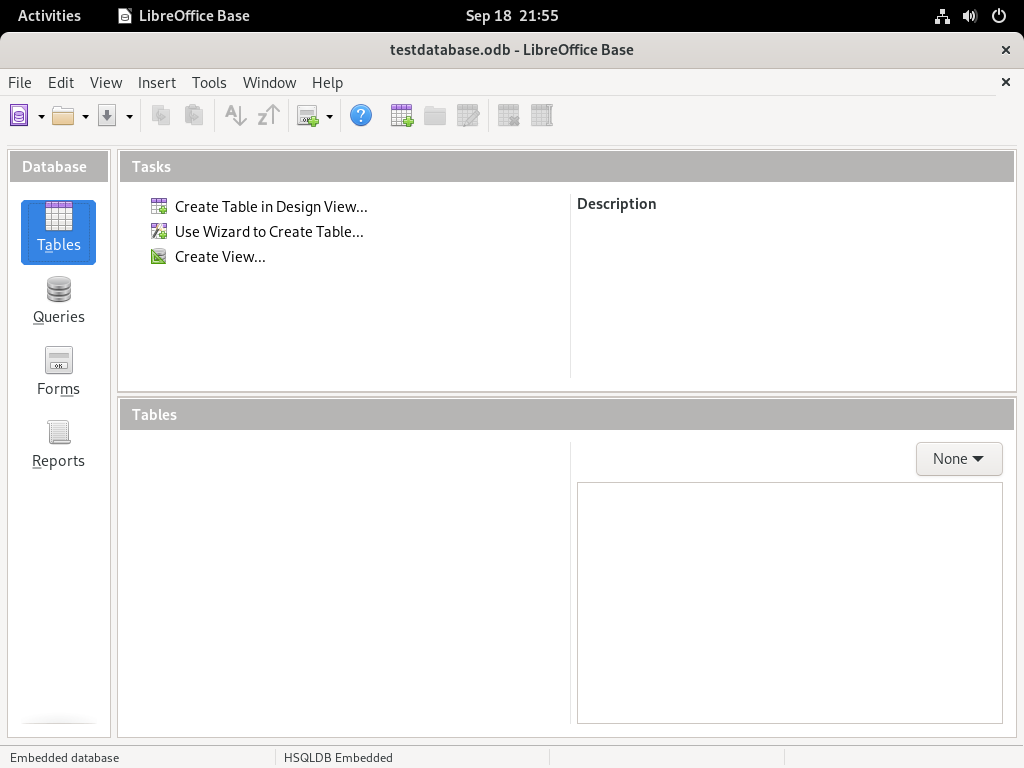 Activities LibreOffice Base Sep 18 21:55
testdatabase.odb - LibreOffice Base
File Edit View Insert Tools Window Help
Database
Tables
Queries
Forms
Reports
Tasks
Create Table in Design View...
Use Wizard to Create Table...
Create View...
Description
Tables
None
Embedded database HSQLDB Embedded